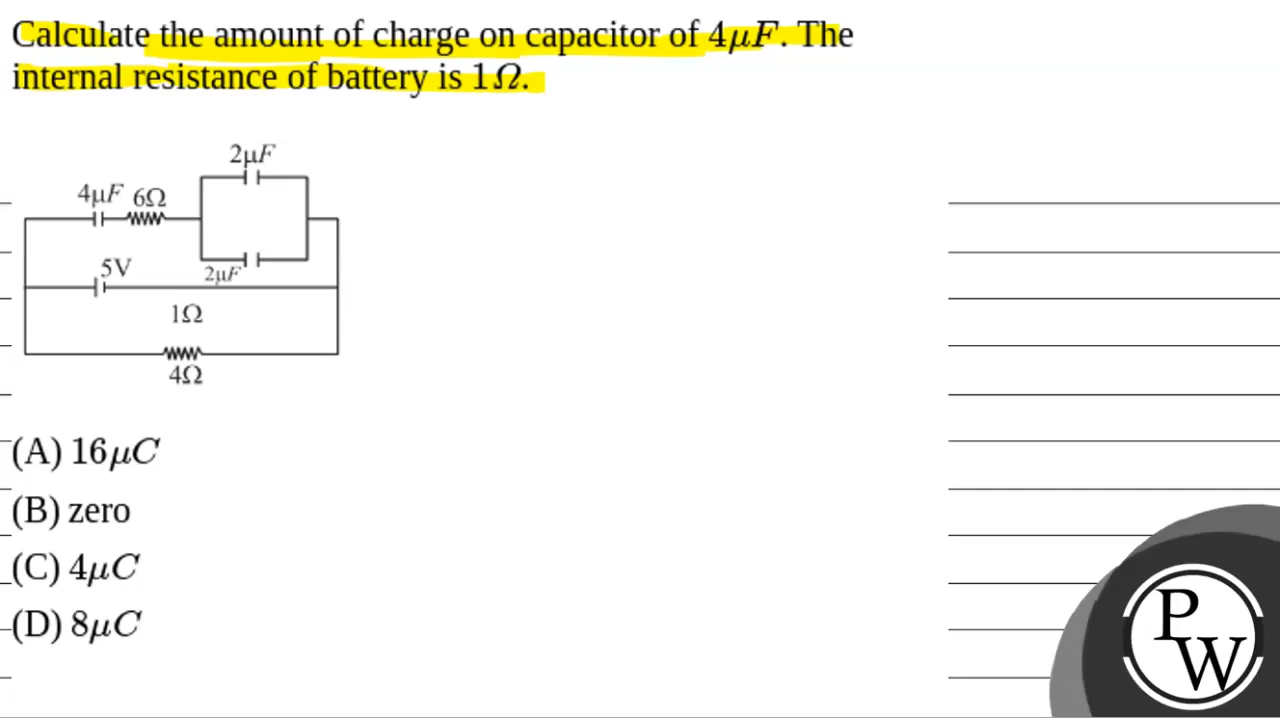 Calculate the amount of charge on capacitor of 4μF. The
internal resistance of battery is 1Ω.
2μF
4μF 6Ω
5V
2μF
1Ω
4Ω
(A) 16μC
(B) zero
(C) 4μC
(D) 8μC
P
W